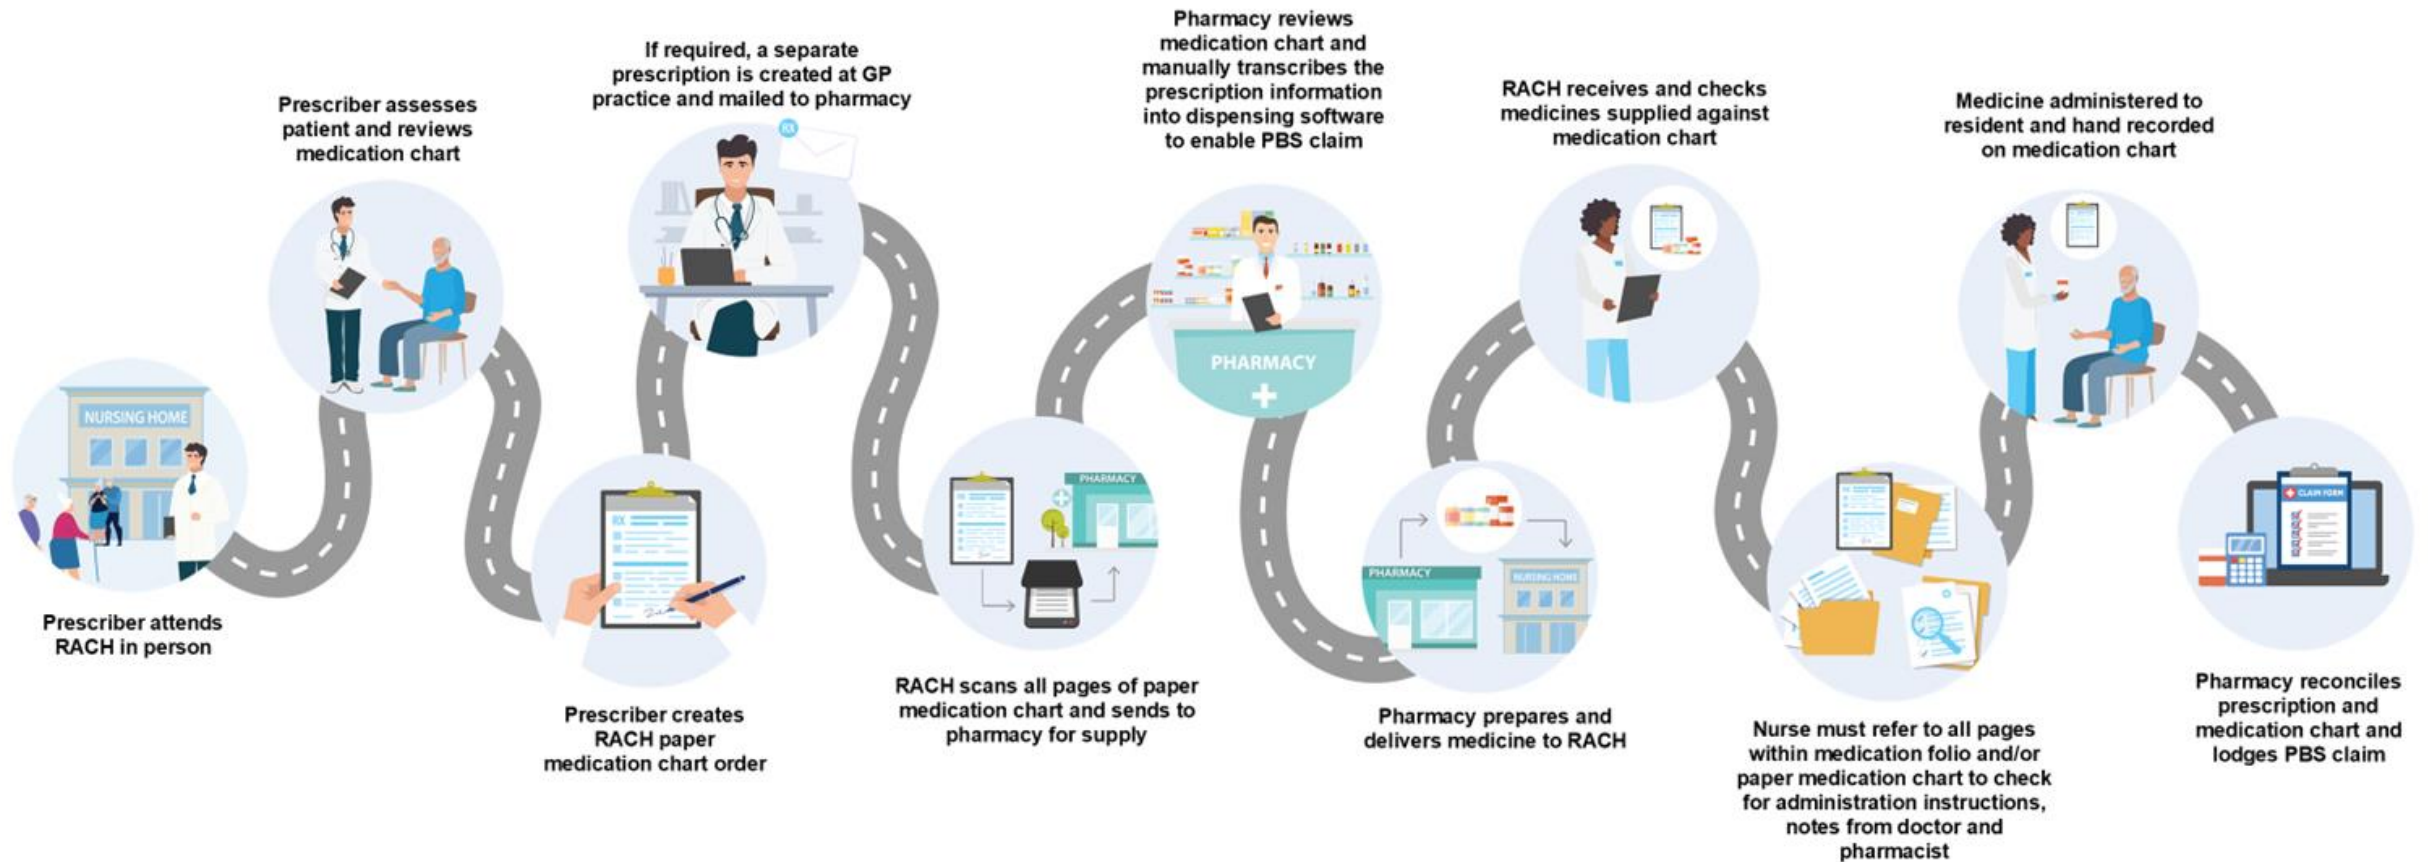 Prescriber attends
RACH in person
NURSING HOME
Prescriber assesses
patient and reviews
medication chart
Prescriber creates
RACH paper
medication chart order
RX
If required, a separate
prescription is created at GP
practice and mailed to pharmacy
RX
RACH scans all pages of paper
medication chart and sends to
pharmacy for supply
PHARMACY
Pharmacy reviews
medication chart and
manually transcribes the
prescription information
into dispensing software
to enable PBS claim
PHARMACY
Pharmacy prepares and
delivers medicine to RACH
PHARMACY
NURSING HOME
RACH receives and checks
medicines supplied against
medication chart
Nurse must refer to all pages
within medication folio and/or
paper medication chart to check
for administration instructions,
notes from doctor and
pharmacist
Medicine administered to
resident and hand recorded
on medication chart
CLAIM FORM
Pharmacy reconciles
prescription and
medication chart and
lodges PBS claim